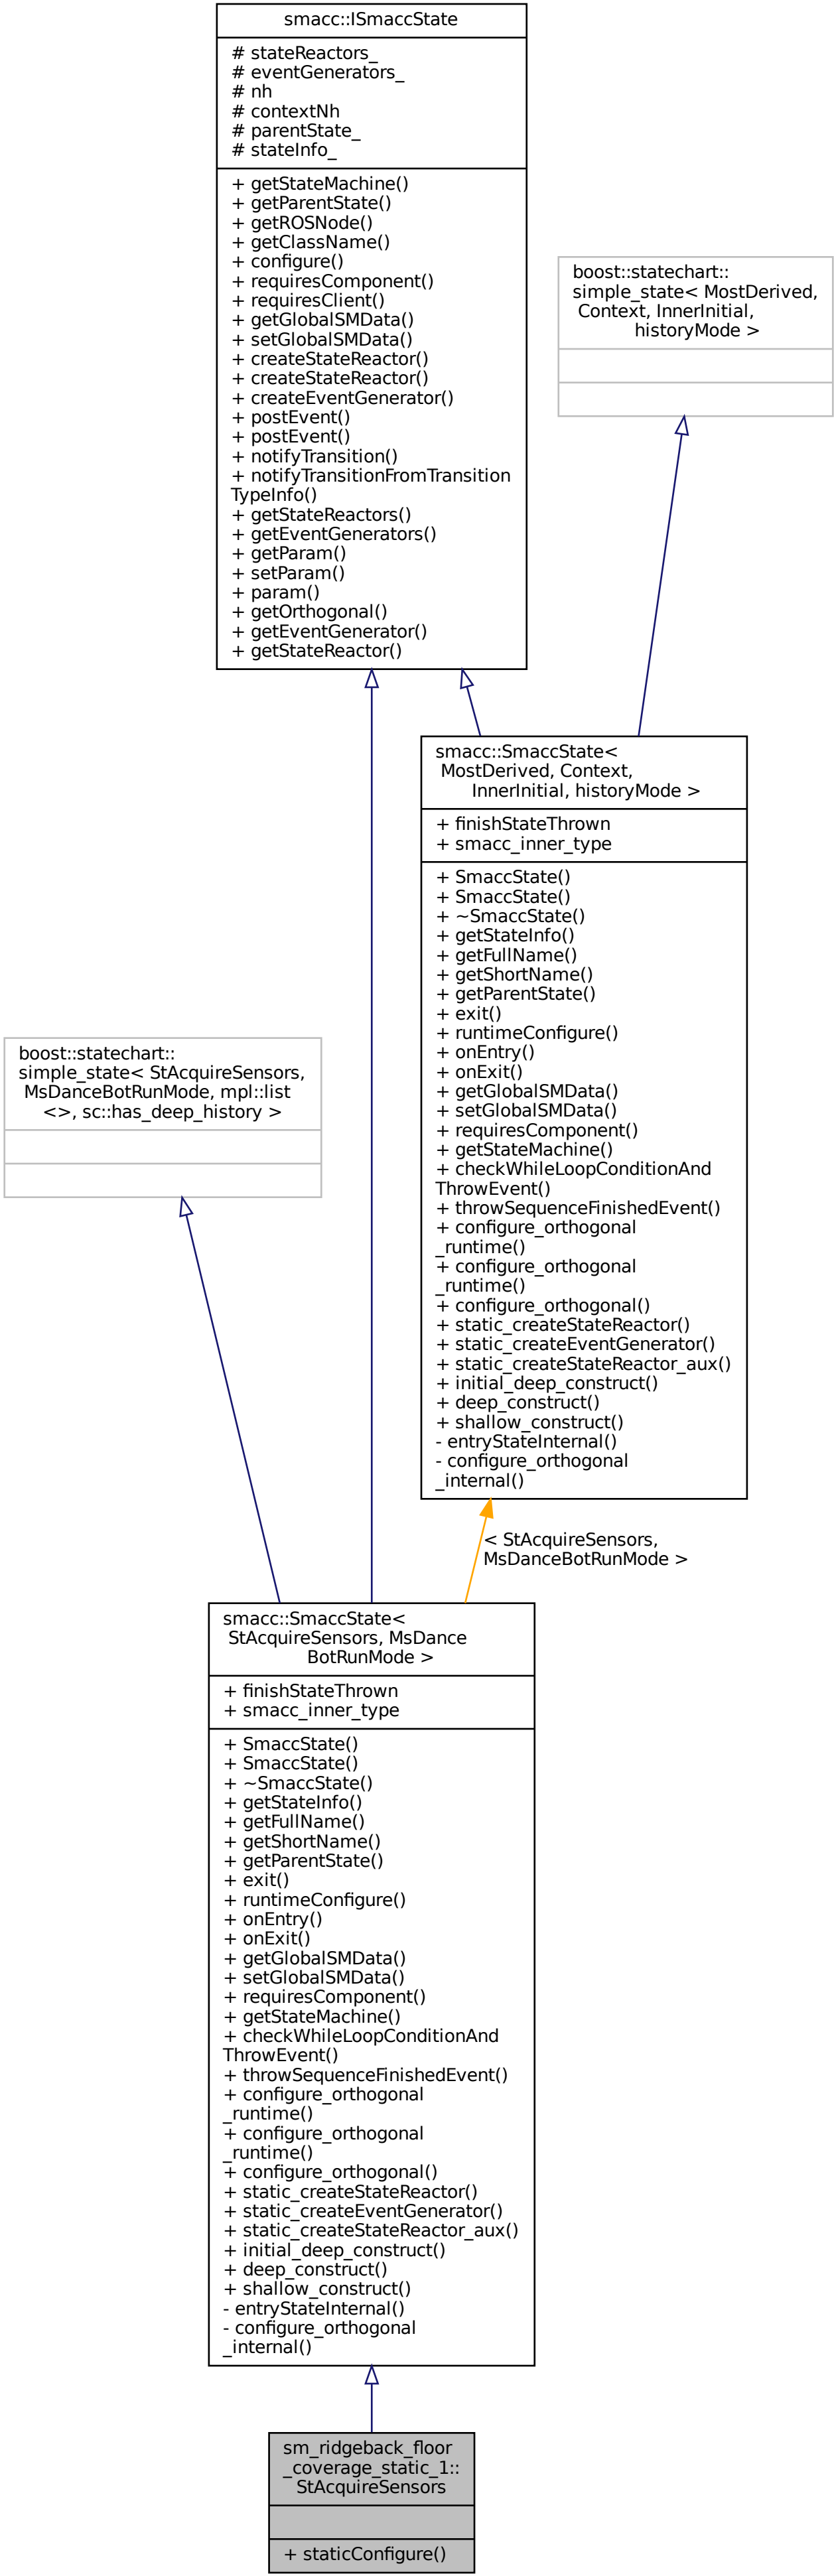 smacc::ISmaccState
# stateReactors_
# eventGenerators_
# nh
# contextNh
# parentState_
# stateInfo_
+ getStateMachine()
+ getParentState()
+ getROSNode()
+ getClassName()
+ configure()
+ requiresComponent()
+ requiresClient()
+ getGlobalSMData()
+ setGlobalSMData()
+ createStateReactor()
+ createStateReactor()
+ createEventGenerator()
+ postEvent()
+ postEvent()
+ notifyTransition()
+ notifyTransitionFromTransition
TypeInfo()
+ getStateReactors()
+ getEventGenerators()
+ getParam()
+ setParam()
+ param()
+ getOrthogonal()
+ getEventGenerator()
+ getStateReactor()
boost::statechart::
simple_state< MostDerived,
Context, InnerInitial,
historyMode >
smacc::SmaccState<
MostDerived, Context,
InnerInitial, historyMode >
+ finishStateThrown
+ smacc_inner_type
+ SmaccState()
+ SmaccState()
+ ~SmaccState()
+ getStateInfo()
+ getFullName()
+ getShortName()
+ getParentState()
+ exit()
+ runtimeConfigure()
+ onEntry()
+ onExit()
+ getGlobalSMData()
+ setGlobalSMData()
+ requiresComponent()
+ getStateMachine()
+ checkWhileLoopConditionAnd
ThrowEvent()
+ throwSequenceFinishedEvent()
+ configure_orthogonal
_runtime()
+ configure_orthogonal
_runtime()
+ configure_orthogonal()
+ static_createStateReactor()
+ static_createEventGenerator()
+ static_createStateReactor_aux()
+ initial_deep_construct()
+ deep_construct()
+ shallow_construct()
- entryStateInternal()
- configure_orthogonal
_internal()
boost::statechart::
simple_state< StAcquireSensors,
MsDanceBotRunMode, mpl::list
<>, sc::has_deep_history >
< StAcquireSensors,
MsDanceBotRunMode >
smacc::SmaccState<
StAcquireSensors, MsDance
BotRunMode >
+ finishStateThrown
+ smacc_inner_type
+ SmaccState()
+ SmaccState()
+ ~SmaccState()
+ getStateInfo()
+ getFullName()
+ getShortName()
+ getParentState()
+ exit()
+ runtimeConfigure()
+ onEntry()
+ onExit()
+ getGlobalSMData()
+ setGlobalSMData()
+ requiresComponent()
+ getStateMachine()
+ checkWhileLoopConditionAnd
ThrowEvent()
+ throwSequenceFinishedEvent()
+ configure_orthogonal
_runtime()
+ configure_orthogonal
_runtime()
+ configure_orthogonal()
+ static_createStateReactor()
+ static_createEventGenerator()
+ static_createStateReactor_aux()
+ initial_deep_construct()
+ deep_construct()
+ shallow_construct()
- entryStateInternal()
- configure_orthogonal
_internal()
sm_ridgeback_floor
_coverage_static_1::
StAcquireSensors
+ staticConfigure()